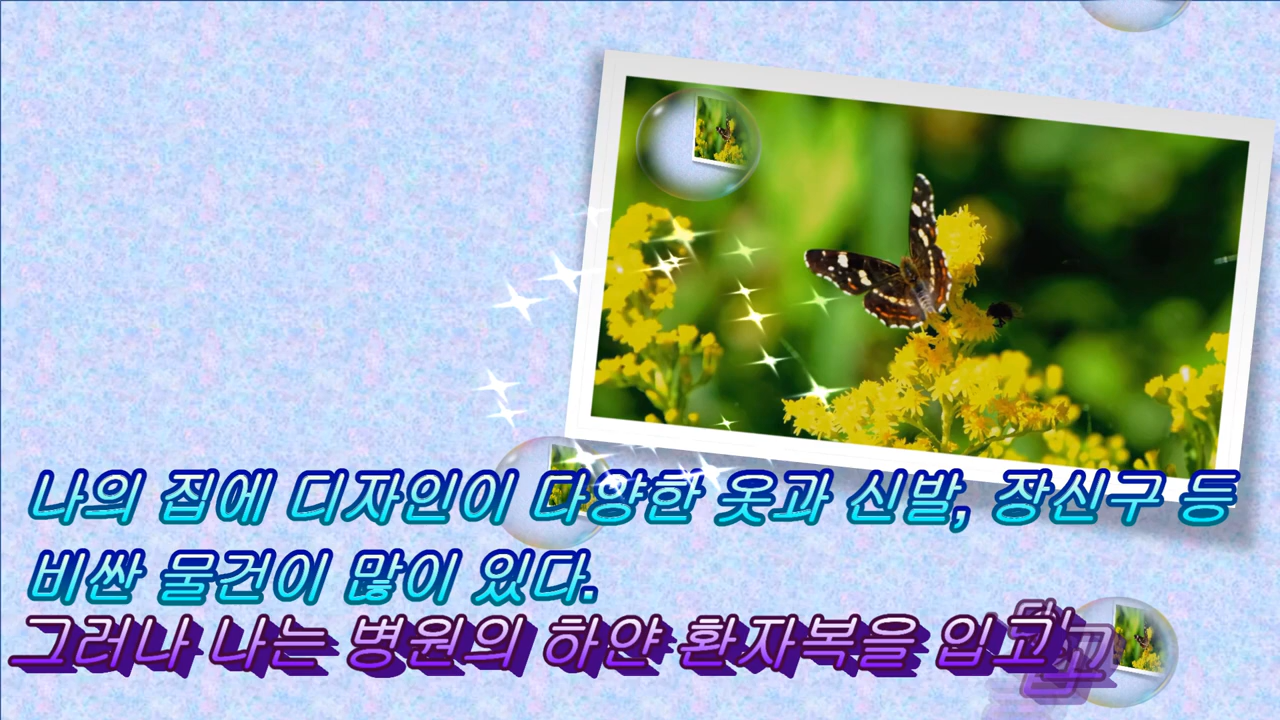 나의 집에 디자인이 다양한 옷과 신발, 장신구 등
비싼 물건이 많이 있다.
그러나 나는 병원의 하얀 환자복을 입고